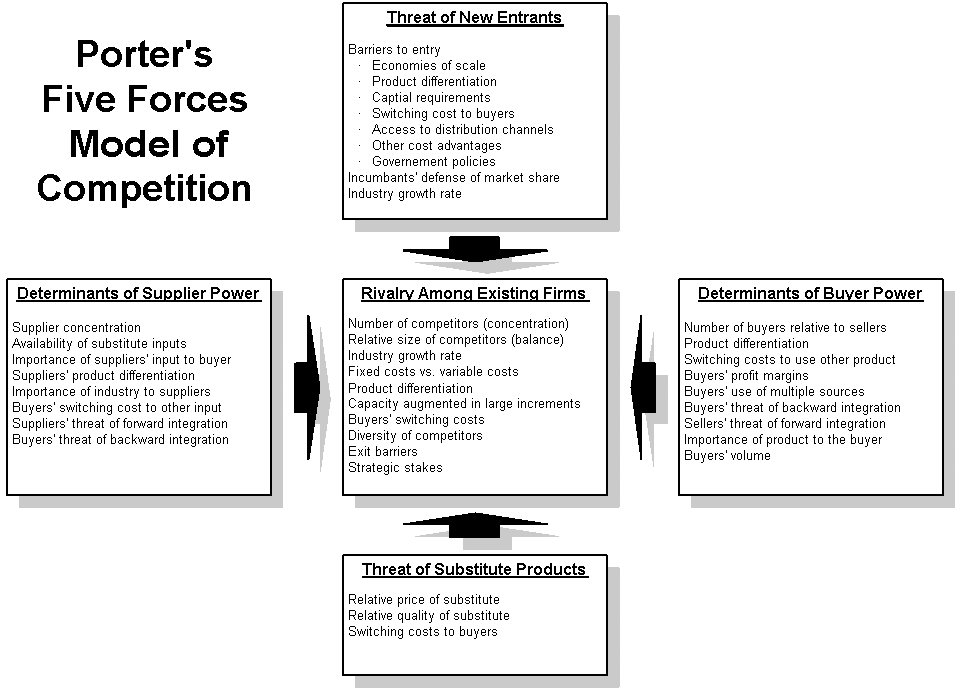 Porter's
Five Forces
Model of
Competition
Threat of New Entrants
Barriers to entry
· Economies of scale
· Product differentiation
· Captial requirements
· Switching cost to buyers
· Access to distribution channels
· Other cost advantages
· Governement policies
Incumbants' defense of market share
Industry growth rate
Determinants of Supplier Power
Supplier concentration
Availability of substitute inputs
Importance of suppliers' input to buyer
Suppliers' product differentiation
Importance of industry to suppliers
Buyers' switching cost to other input
Suppliers' threat of forward integration
Buyers' threat of backward integration
Rivalry Among Existing Firms
Number of competitors (concentration)
Relative size of competitors (balance)
Industry growth rate
Fixed costs vs. variable costs
Product differentiation
Capacity augmented in large increments
Buyers' switching costs
Diversity of competitors
Exit barriers
Strategic stakes
Determinants of Buyer Power
Number of buyers relative to sellers
Product differentiation
Switching costs to use other product
Buyers' profit margins
Buyers' use of multiple sources
Buyers' threat of backward integration
Sellers' threat of forward integration
Importance of product to the buyer
Buyers' volume
Threat of Substitute Products
Relative price of substitute
Relative quality of substitute
Switching costs to buyers